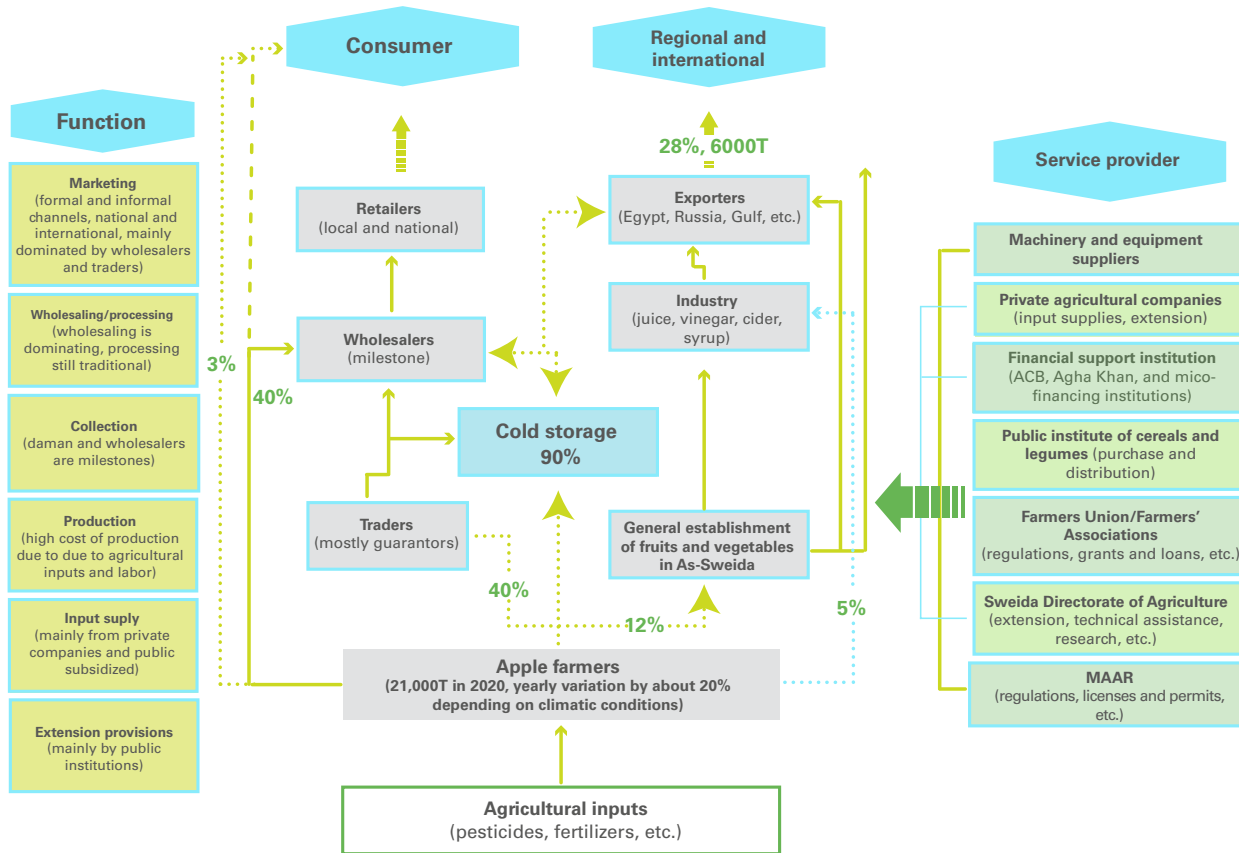 Consumer
Regional and
international
Function
Marketing
(formal and informal
channels, national and
international, mainly
dominated by wholesalers
and traders)
Wholesaling/processing
(wholesaling is
dominating, processing
still traditional)
Collection
(daman and wholesalers
are milestones)
Production
(high cost of production
due to due to agricultural
inputs and labor)
Input suply
(mainly from private
companies and public
subsidized)
Extension provisions
(mainly by public
institutions)
3%
40%
Retailers
(local and national)
Wholesalers
(milestone)
Cold storage
90%
Traders
(mostly guarantors)
40%
12%
28%, 6000T
Exporters
(Egypt, Russia, Gulf, etc.)
Industry
(juice, vinegar, cider,
syrup)
General establishment
of fruits and vegetables
in As-Sweida
5%
Apple farmers
(21,000T in 2020, yearly variation by about 20%
depending on climatic conditions)
Agricultural inputs
(pesticides, fertilizers, etc.)
Service provider
Machinery and equipment
suppliers
Private agricultural companies
(input supplies, extension)
Financial support institution
(ACB, Agha Khan, and mico-
financing institutions)
Public institute of cereals and
legumes (purchase and
distribution)
Farmers Union/Farmers’
Associations
(regulations, grants and loans, etc.)
Sweida Directorate of Agriculture
(extension, technical assistance,
research, etc.)
MAAR
(regulations, licenses and permits,
etc.)